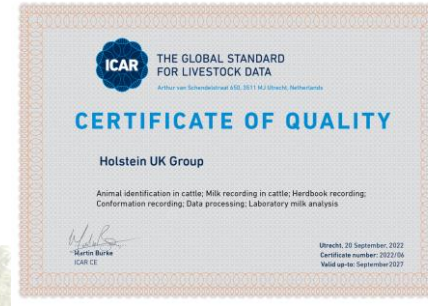 ICAR
THE GLOBAL STANDARD
FOR LIVESTOCK DATA
Arthur van Schendelstraat 650, 3511 MJ Utrecht, Netherlands
CERTIFICATE OF QUALITY
Holstein UK Group
Animal identification in cattle; Milk recording in cattle; Herdbook recording;
Conformation recording; Data processing; Laboratory milk analysis
Martin Burke
ICAR CE
Utrecht, 20 September, 2022
Certificate number: 2022/06
Valid up-to: September2027